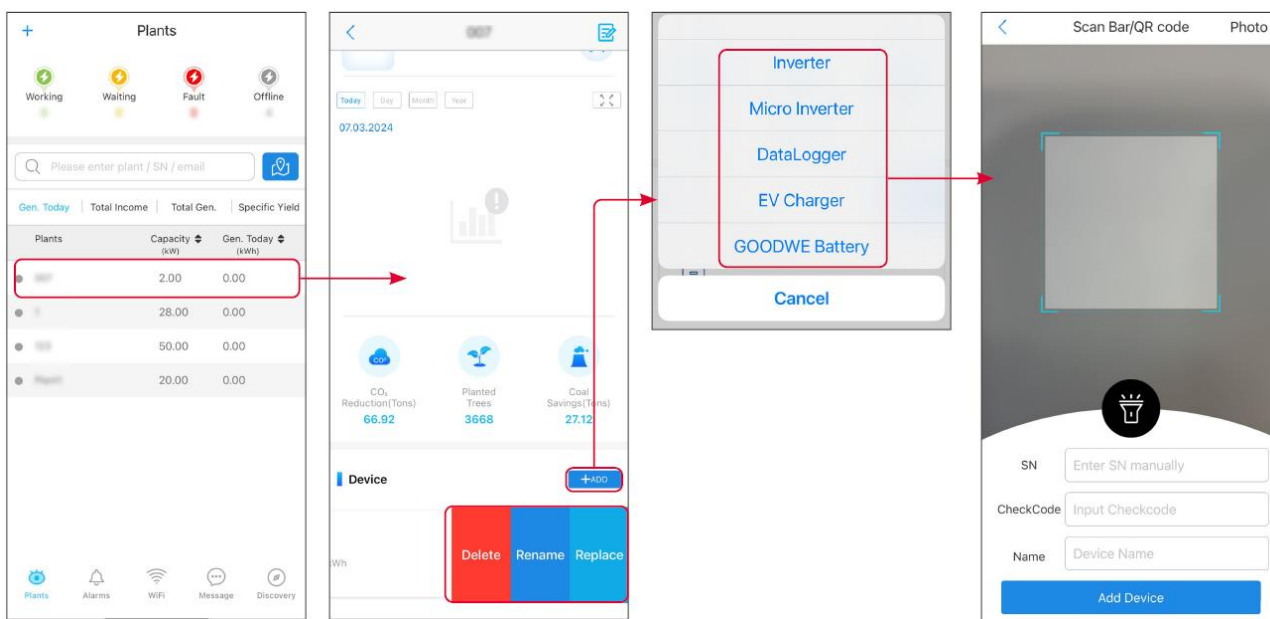 + Plants
Working Waiting Fault Offline
Please enter plant / SN / email
Gen. Today Total Income Total Gen. Specific Yield
Plants Capacity Gen. Today
(kW) (kWh)
2.00 0.00
28.00 0.00
50.00 0.00
20.00 0.00
Plants Alarms WiFi Message Discovery
007
Today Day Month Year
07.03.2024
CO₂
CO₂
Reduction(Tons)
66.92
Planted
Trees
3668
Coal
Savings(Tons)
27.12
Device +ADD
kWh
Delete Rename Replace
Inverter
Micro Inverter
DataLogger
EV Charger
GOODWE Battery
Cancel
Scan Bar/QR code Photo
SN Enter SN manually
CheckCode Input Checkcode
Name Device Name
Add Device